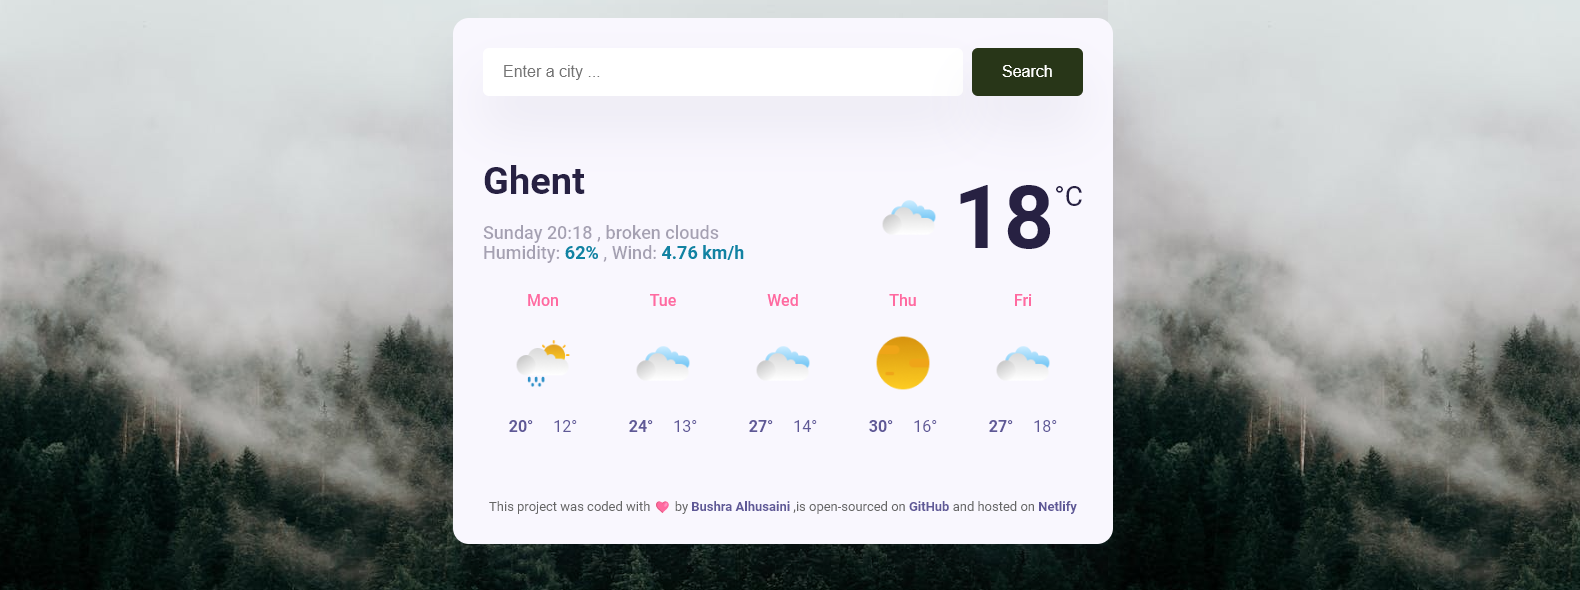 Enter a city ...
Search
Ghent
18 °C
Sunday 20:18 , broken clouds
Humidity: 62% , Wind: 4.76 km/h
Mon Tue Wed Thu Fri
20° 12° 24° 13° 27° 14° 30° 16° 27° 18°
This project was coded with by Bushra Alhusaini ,is open-sourced on GitHub and hosted on Netlify